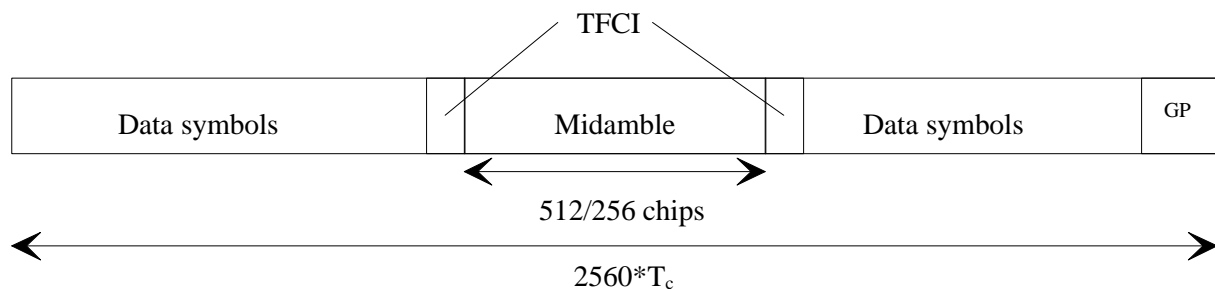 TFCI
Data symbols
Midamble
Data symbols
GP
512/256 chips
2560*Tc